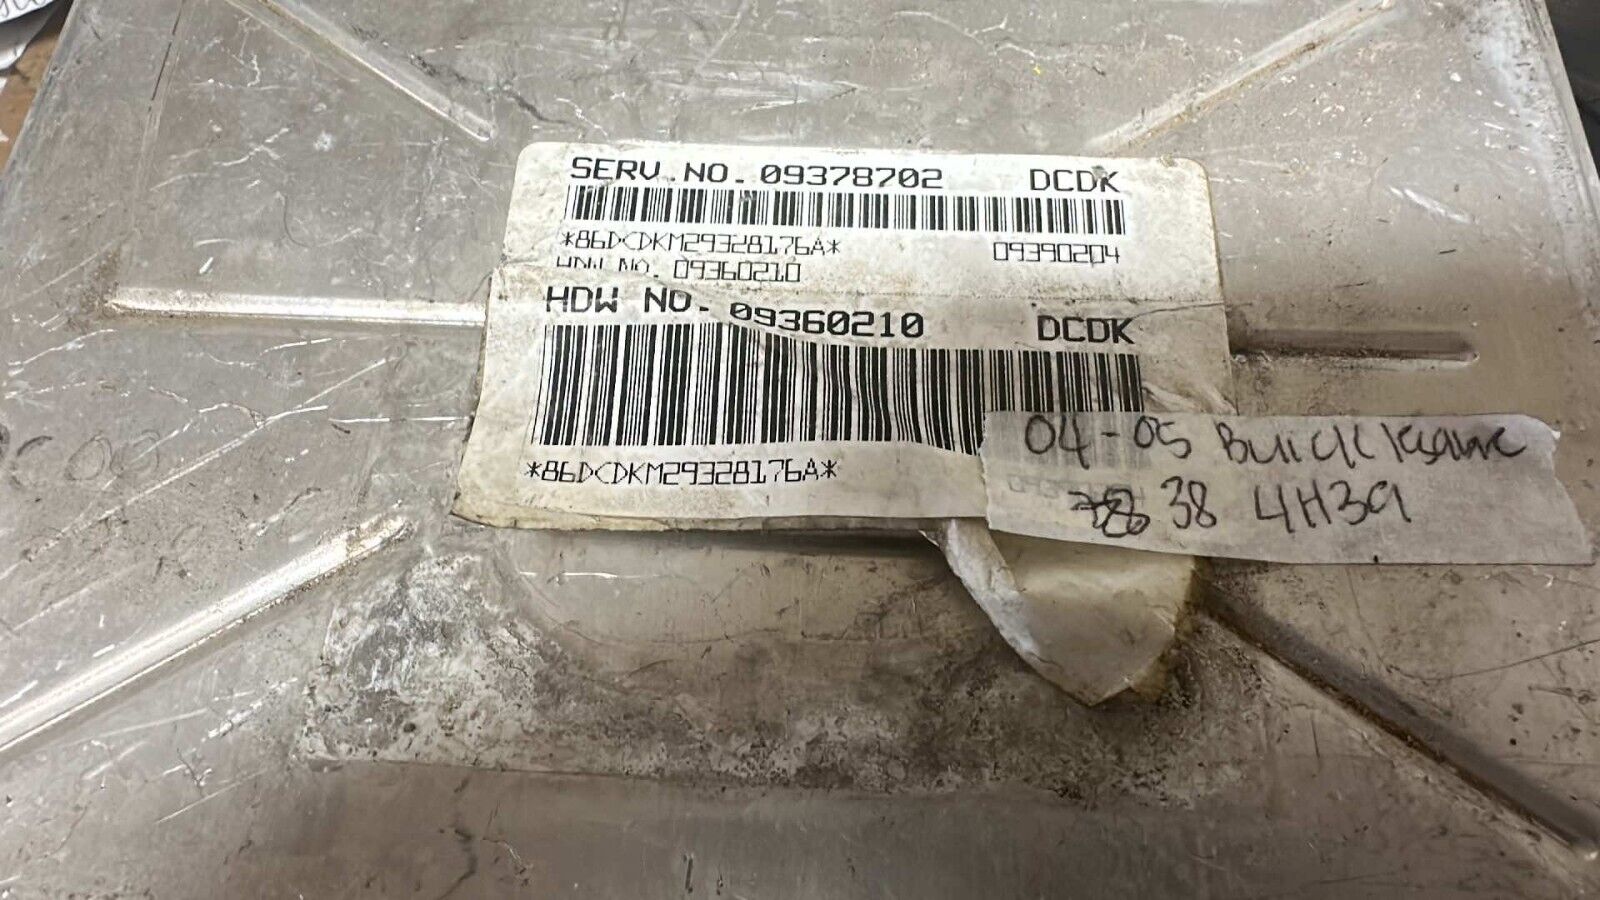 SERV.NO. 09378702 DCDK
*86DCDKM29328176A* 09390204
HDW NO. 09360210
HDW NO. 09360210 DCDK
*86DCDKM29328176A*
04-05 Buick
38 4H39